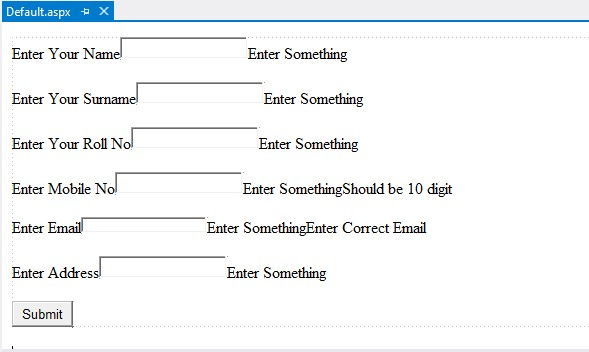 Default.aspx
Enter Your Name Enter Something
Enter Your Surname Enter Something
Enter Your Roll No Enter Something
Enter Mobile No Enter SomethingShould be 10 digit
Enter Email Enter SomethingEnter Correct Email
Enter Address Enter Something
Submit